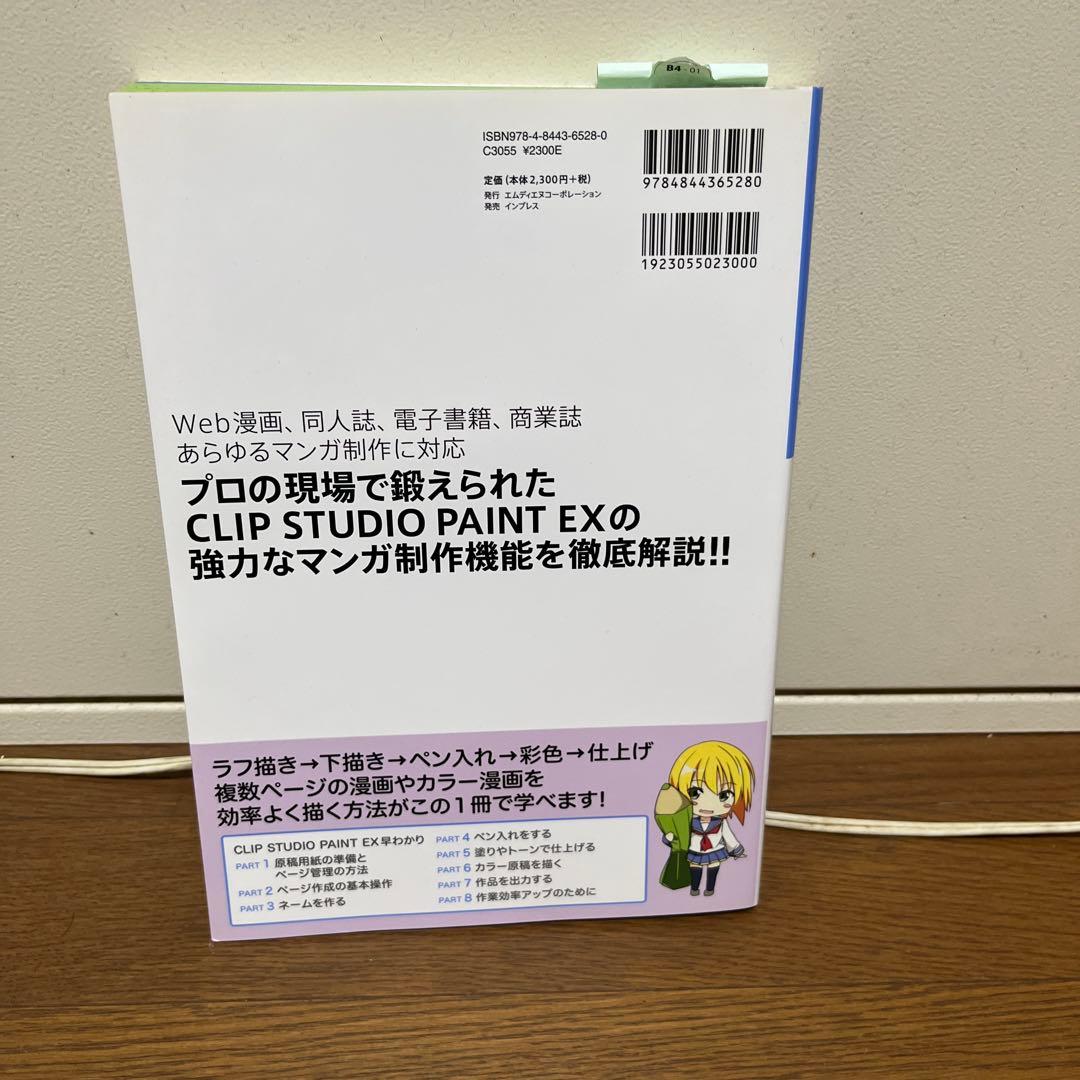 B4-01
ISBN978-4-8443-6528-0
C3055 ¥2300E
定価(本体2,300円+税)
発行 エムディエヌコーポレーション
発売 インプレス
9784844365280
1923055023000
Web漫画、同人誌、電子書籍、商業誌
あらゆるマンガ制作に対応
プロの現場で鍛えられた
CLIP STUDIO PAINT EXの
強力なマンガ制作機能を徹底解説!!
ラフ描き→下描き→ペン入れ→彩色→仕上げ
複数ページの漫画やカラー漫画を
効率よく描く方法がこの1冊で学べます!
CLIP STUDIO PAINT EX早わかり
PART 1 原稿用紙の準備と
ページ管理の方法
PART 2 ページ作成の基本操作
PART 3 ネームを作る
PART 4 ペン入れをする
PART 5 塗りやトーンで仕上げる
PART 6 カラー原稿を描く
PART 7 作品を出力する
PART 8 作業効率アップのために